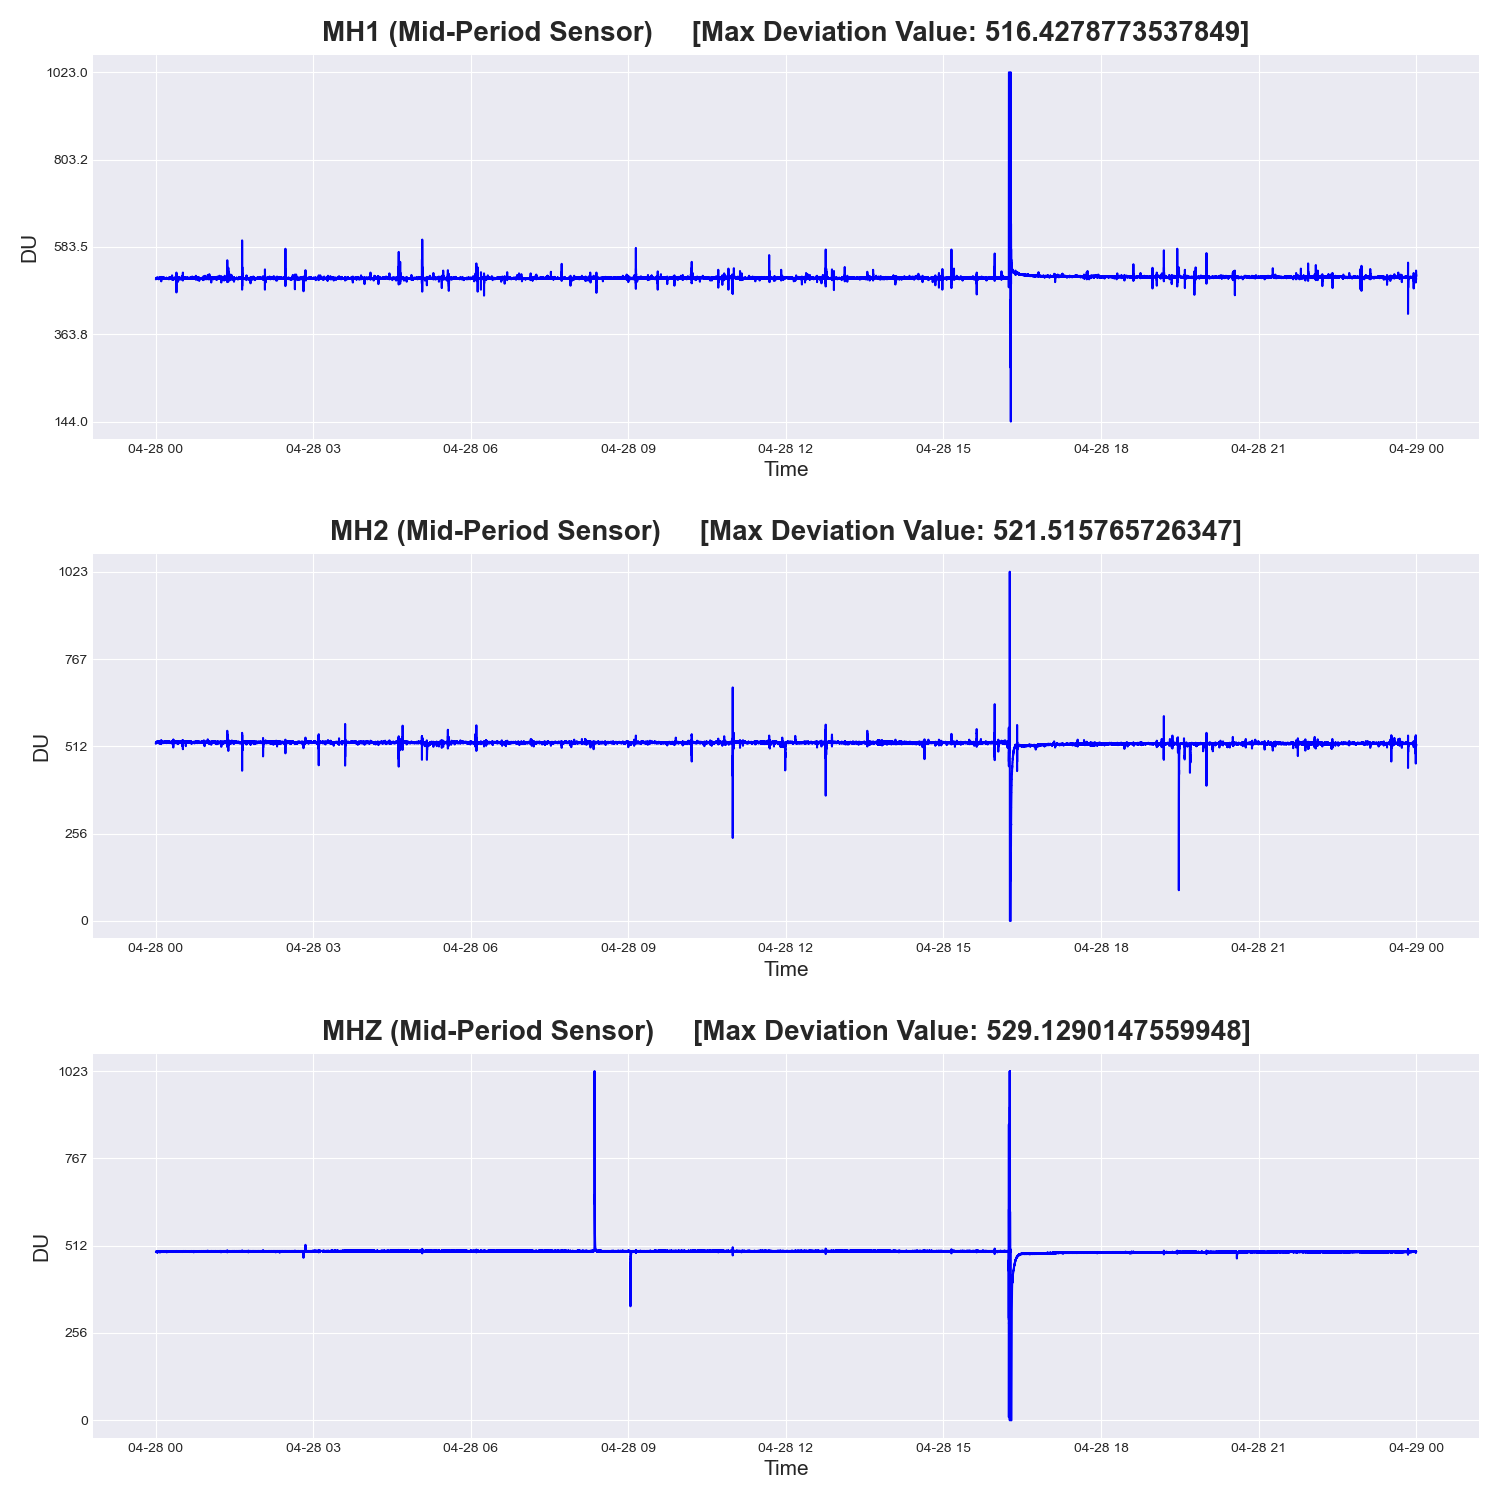 MH1 (Mid-Period Sensor) [Max Deviation Value: 516.4278773537849]
1023.0
803.2
583.5
363.8
144.0
DU
04-28 00 04-28 03 04-28 06 04-28 09 04-28 12 04-28 15 04-28 18 04-28 21 04-29 00
Time
MH2 (Mid-Period Sensor) [Max Deviation Value: 521.515765726347]
1023
767
512
256
0
DU
04-28 00 04-28 03 04-28 06 04-28 09 04-28 12 04-28 15 04-28 18 04-28 21 04-29 00
Time
MHZ (Mid-Period Sensor) [Max Deviation Value: 529.1290147559948]
1023
767
512
256
0
DU
04-28 00 04-28 03 04-28 06 04-28 09 04-28 12 04-28 15 04-28 18 04-28 21 04-29 00
Time